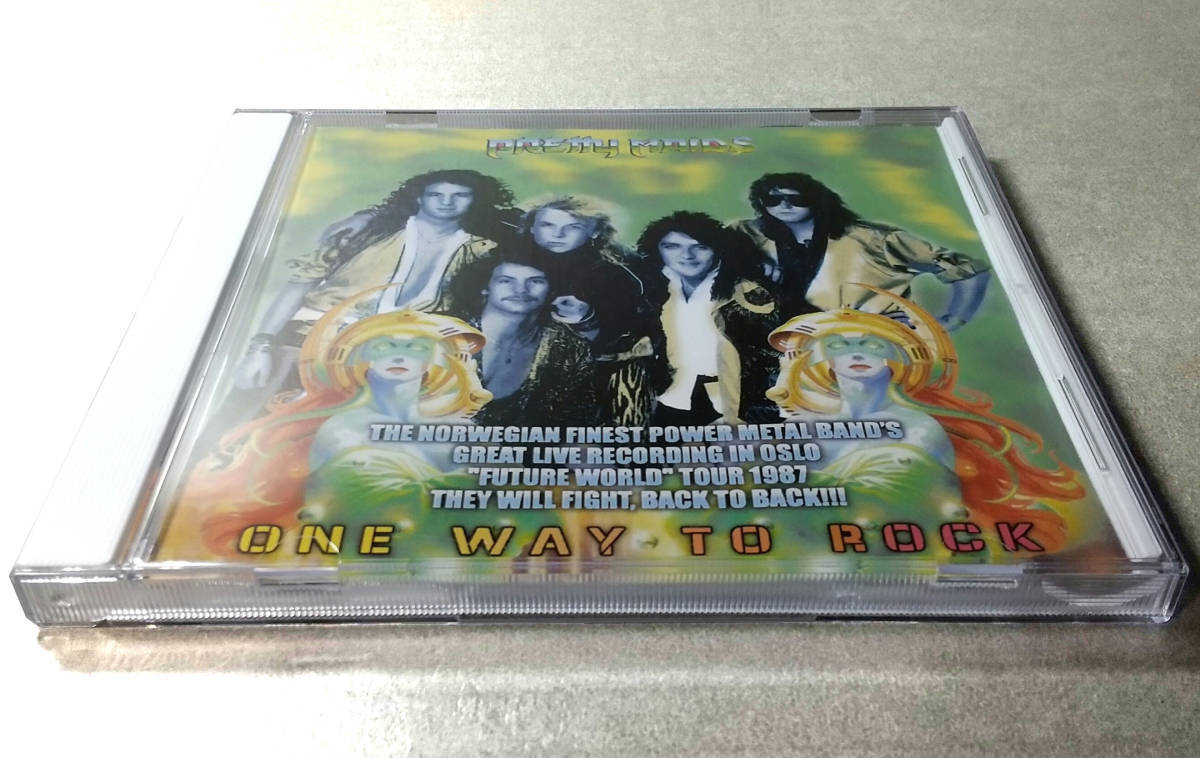 PRETTY MAIDS
THE NORWEGIAN FINEST POWER METAL BAND'S
GREAT LIVE RECORDING IN OSLO
"FUTURE WORLD" TOUR 1987
THEY WILL FIGHT, BACK TO BACK!!!
ONE WAY TO ROCK